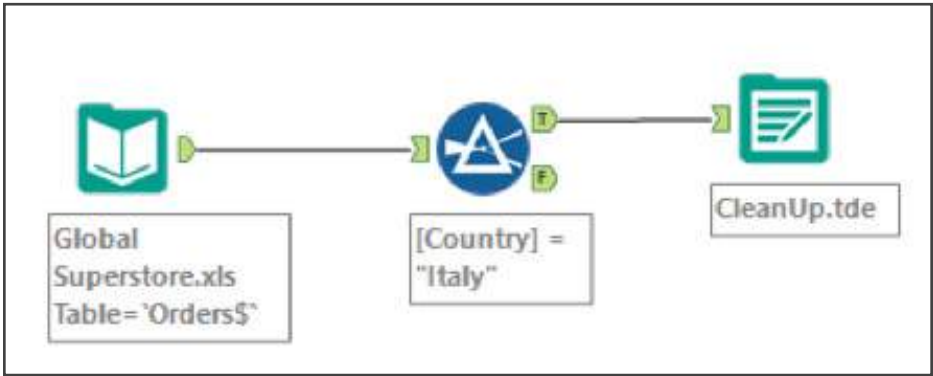 Global
Superstore.xls
Table=`Orders$`
[Country] =
"Italy"
T
F
CleanUp.tde